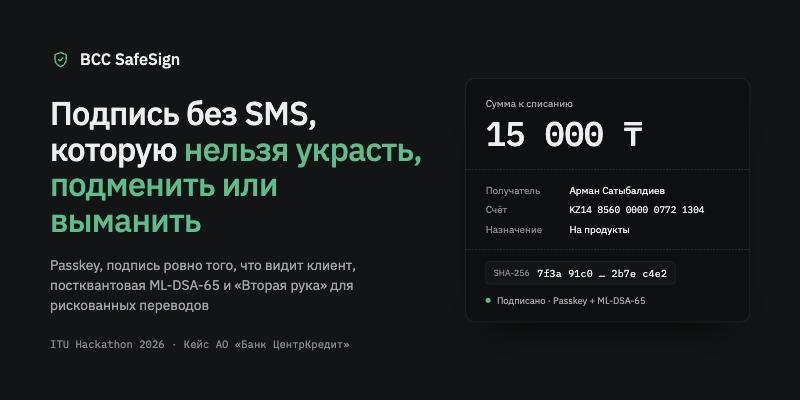 BCC SafeSign
Подпись без SMS,
которую нельзя украсть,
подменить или
выманить
Passkey, подпись ровно того, что видит клиент,
постквантовая ML-DSA-65 и «Вторая рука» для
рискованных переводов
ITU Hackathon 2026 · Кейс АО «Банк ЦентрКредит»
Сумма к списанию
15 000 ₸
Получатель Арман Сатыбалдиев
Счёт KZ14 8560 0000 0772 1304
Назначение На продукты
SHA-256 7f3a 91c0 … 2b7e c4e2
Подписано · Passkey + ML-DSA-65